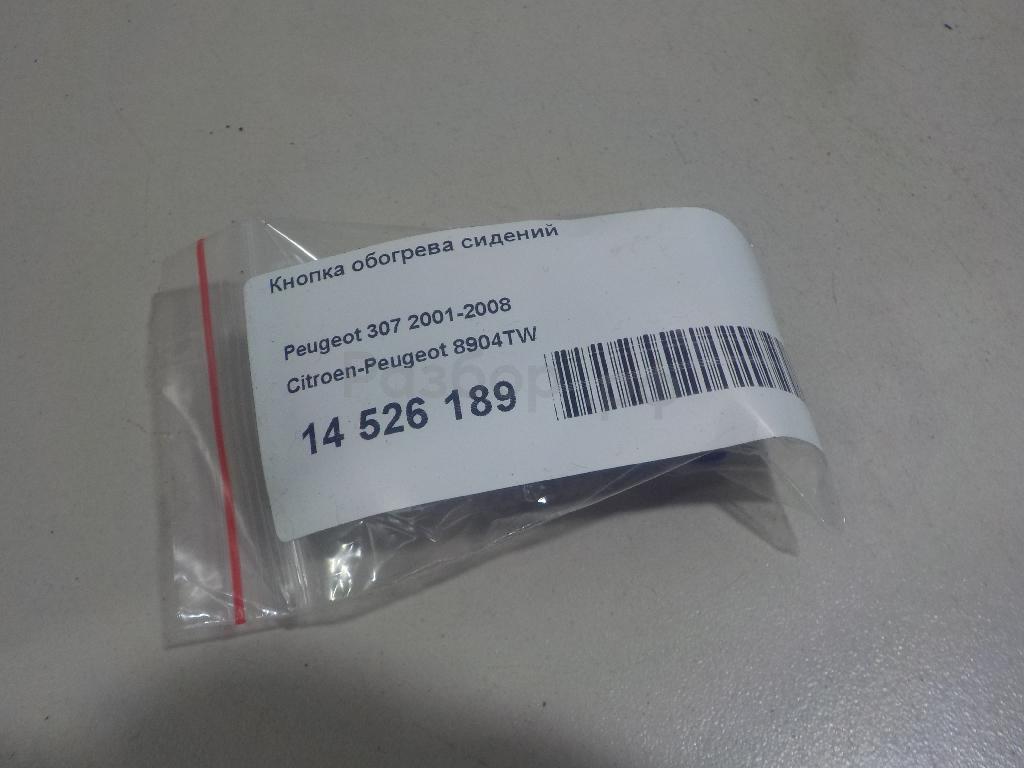 Кнопка обогрева сидений
Peugeot 307 2001-2008
Citroen-Peugeot 8904TW
14 526 189